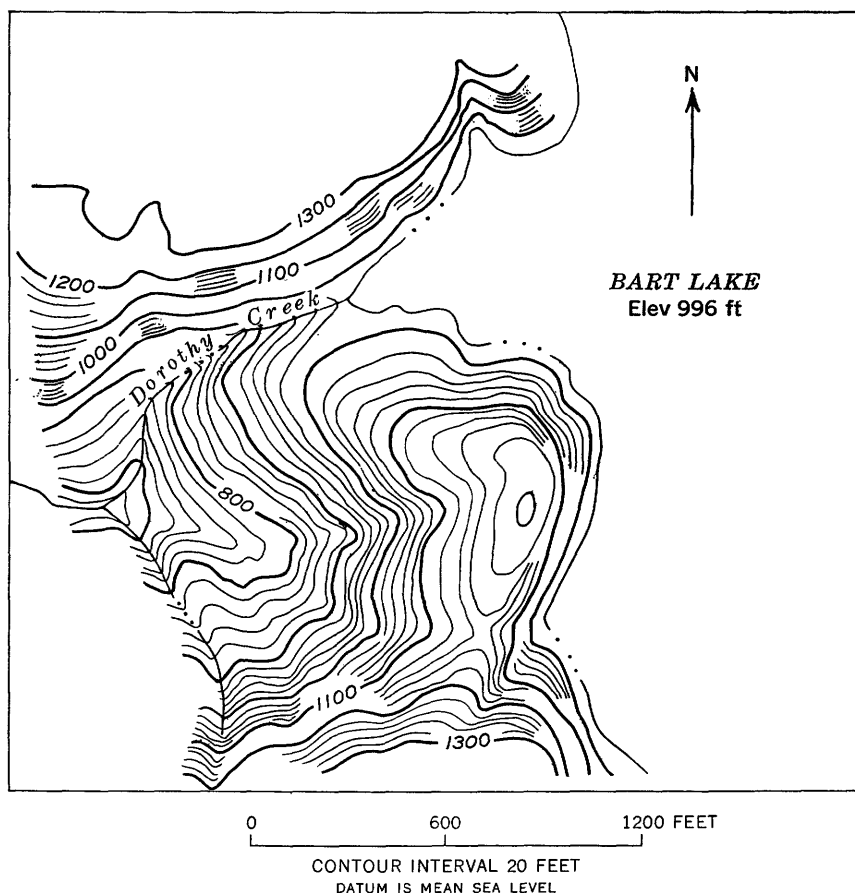 N
1300
1200
1100
BART LAKE
Elev 996 ft
Dorothy Creek
1000
800
1100
1300
0 600 1200 FEET
CONTOUR INTERVAL 20 FEET
DATUM IS MEAN SEA LEVEL